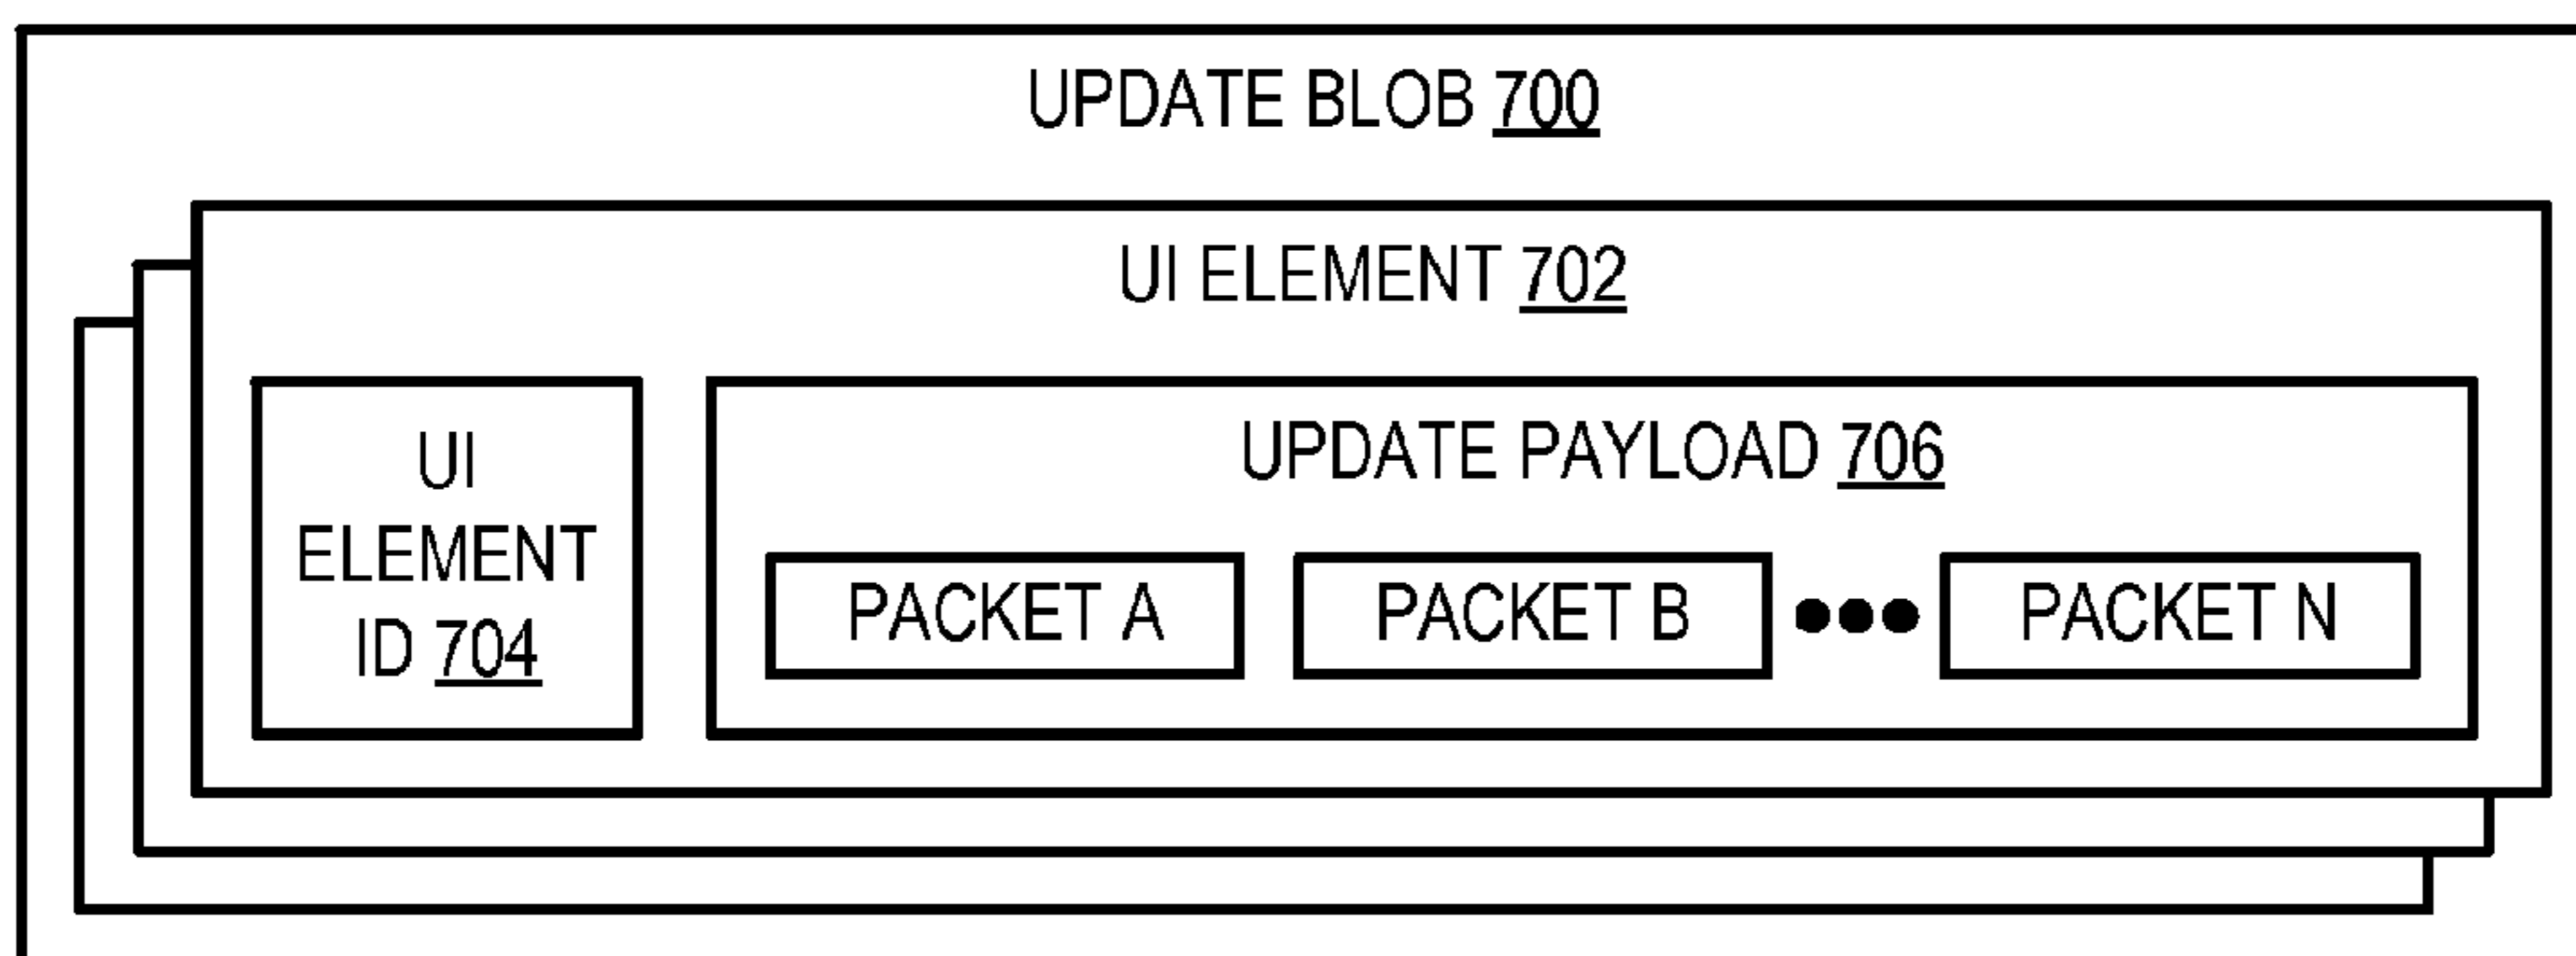 UPDATE BLOB 700
UI ELEMENT 702
UI
ELEMENT
ID 704
UPDATE PAYLOAD 706
PACKET A PACKET B ●●● PACKET N